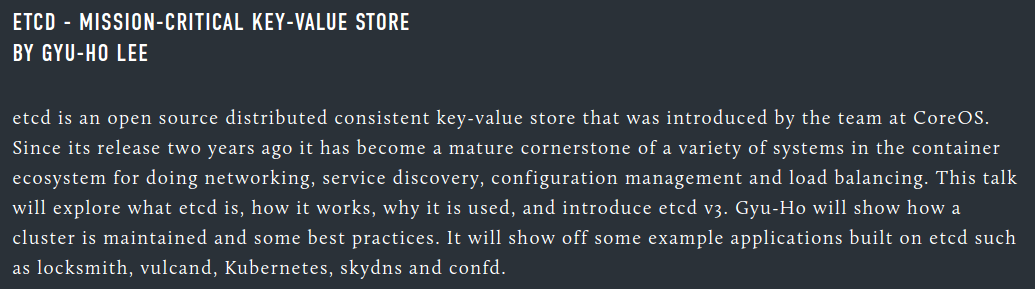 ETCD - MISSION-CRITICAL KEY-VALUE STORE
BY GYU-HO LEE
etcd is an open source distributed consistent key-value store that was introduced by the team at CoreOS.
Since its release two years ago it has become a mature cornerstone of a variety of systems in the container
ecosystem for doing networking, service discovery, configuration management and load balancing. This talk
will explore what etcd is, how it works, why it is used, and introduce etcd v3. Gyu-Ho will show how a
cluster is maintained and some best practices. It will show off some example applications built on etcd such
as locksmith, vulcand, Kubernetes, skydns and confd.